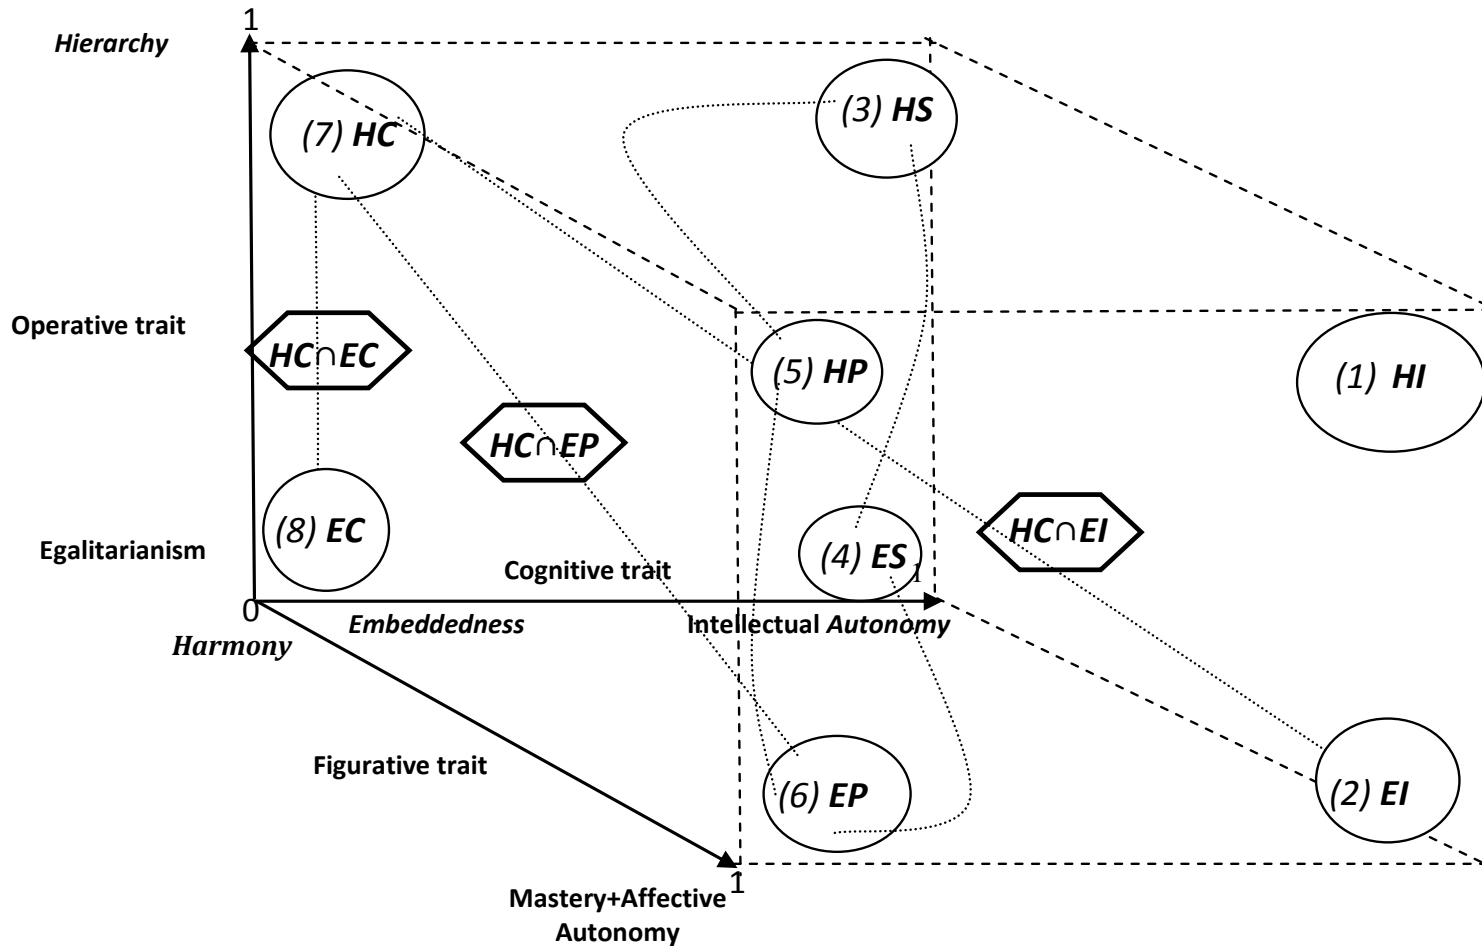 1
Hierarchy
(7) HC
(3) HS
Operative trait
HC∩EC
(5) HP
(1) HI
HC∩EP
(8) EC
HC∩EI
Egalitarianism
Cognitive trait
(4) ES
1
0
Embeddedness
Intellectual Autonomy
Harmony
Figurative trait
(6) EP
(2) EI
1
Mastery+Affective
Autonomy